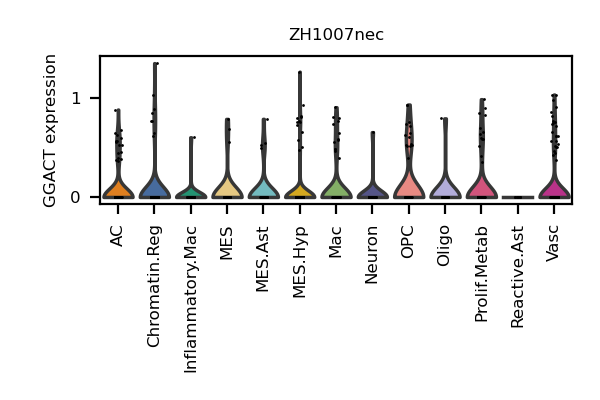 ZH1007nec
GGACT expression
1
0
AC
Chromatin.Reg
Inflammatory.Mac
MES
MES.Ast
MES.Hyp
Mac
Neuron
OPC
Oligo
Prolif.Metab
Reactive.Ast
Vasc